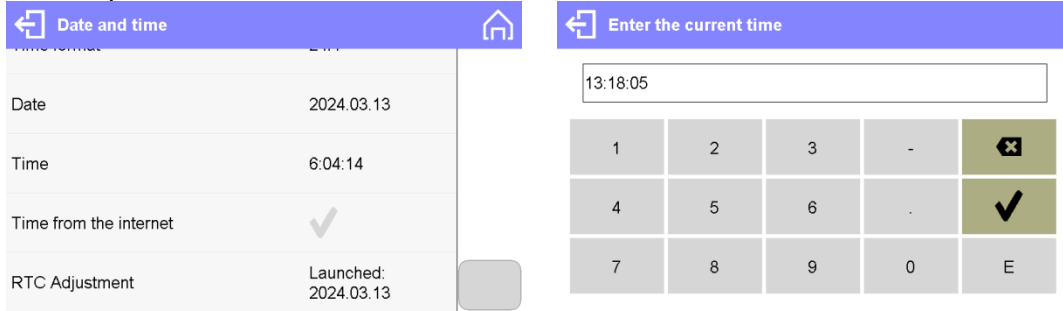 Date and time
Date 2024.03.13
Time 6:04:14
Time from the internet
RTC Adjustment Launched:
2024.03.13
Enter the current time
13:18:05
1 2 3 -
4 5 6 .
7 8 9 0 E